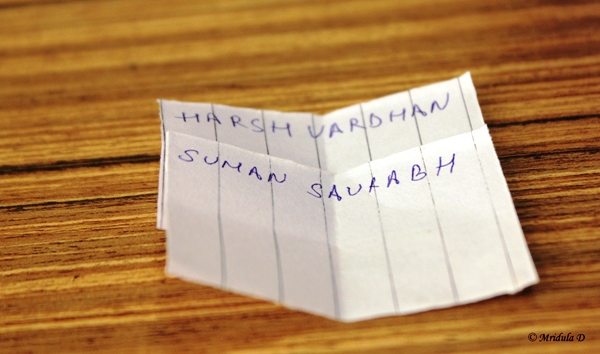 HARSH VARDHAN
SUMAN SAURABH
© Mridula D